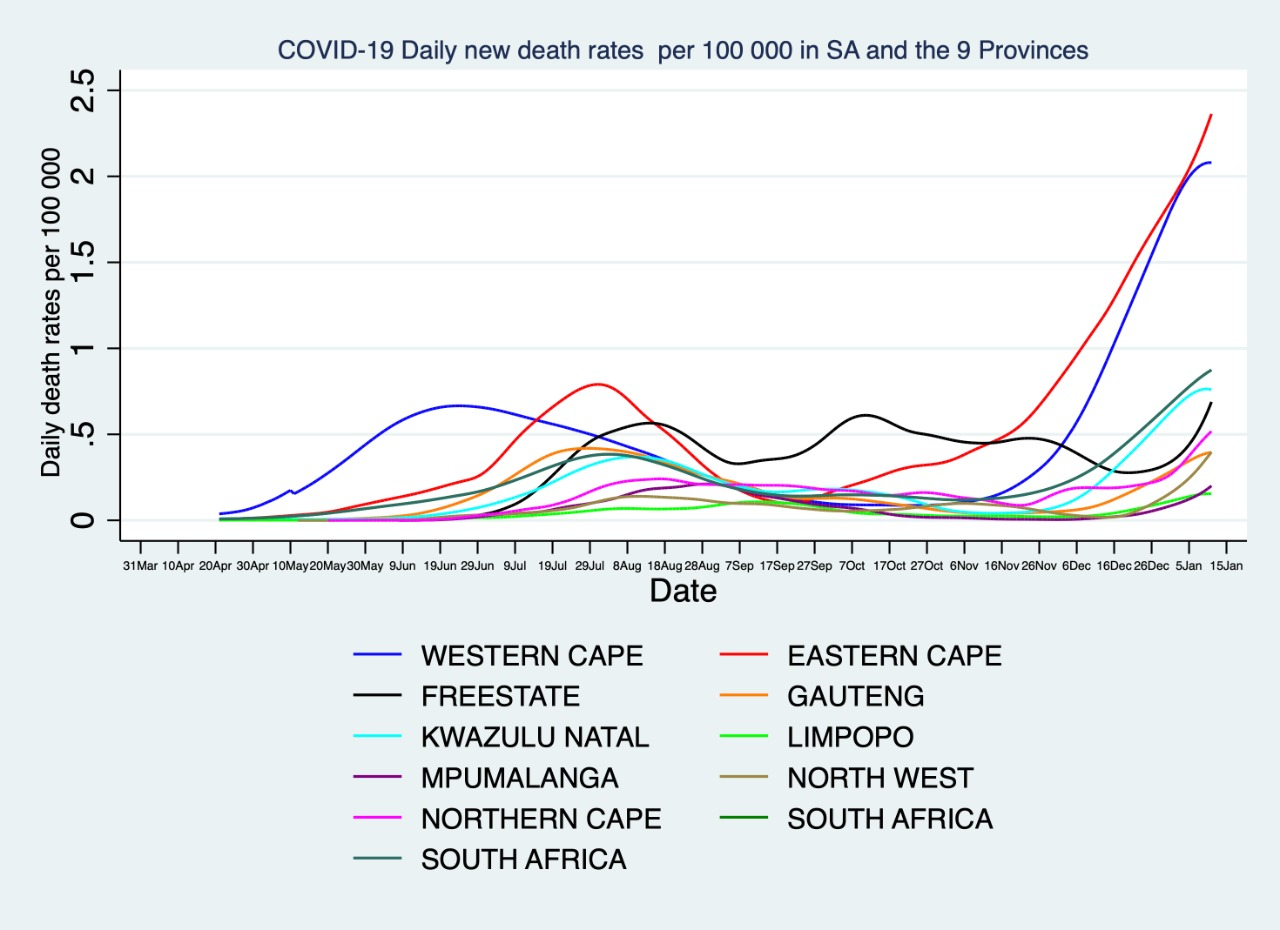 COVID-19 Daily new death rates  per 100 000 in SA and the 9 Provinces
Daily death rates per 100 000
2.5
2
1.5
1
.5
0
31Mar 10Apr 20Apr 30Apr 10May 20May 30May 9Jun 19Jun 29Jun 9Jul 19Jul 29Jul 8Aug 18Aug 28Aug 7Sep 17Sep 27Sep 7Oct 17Oct 27Oct 6Nov 16Nov 26Nov 6Dec 16Dec 26Dec 5Jan 15Jan
Date
WESTERN CAPE EASTERN CAPE
FREESTATE GAUTENG
KWAZULU NATAL LIMPOPO
MPUMALANGA NORTH WEST
NORTHERN CAPE SOUTH AFRICA
SOUTH AFRICA